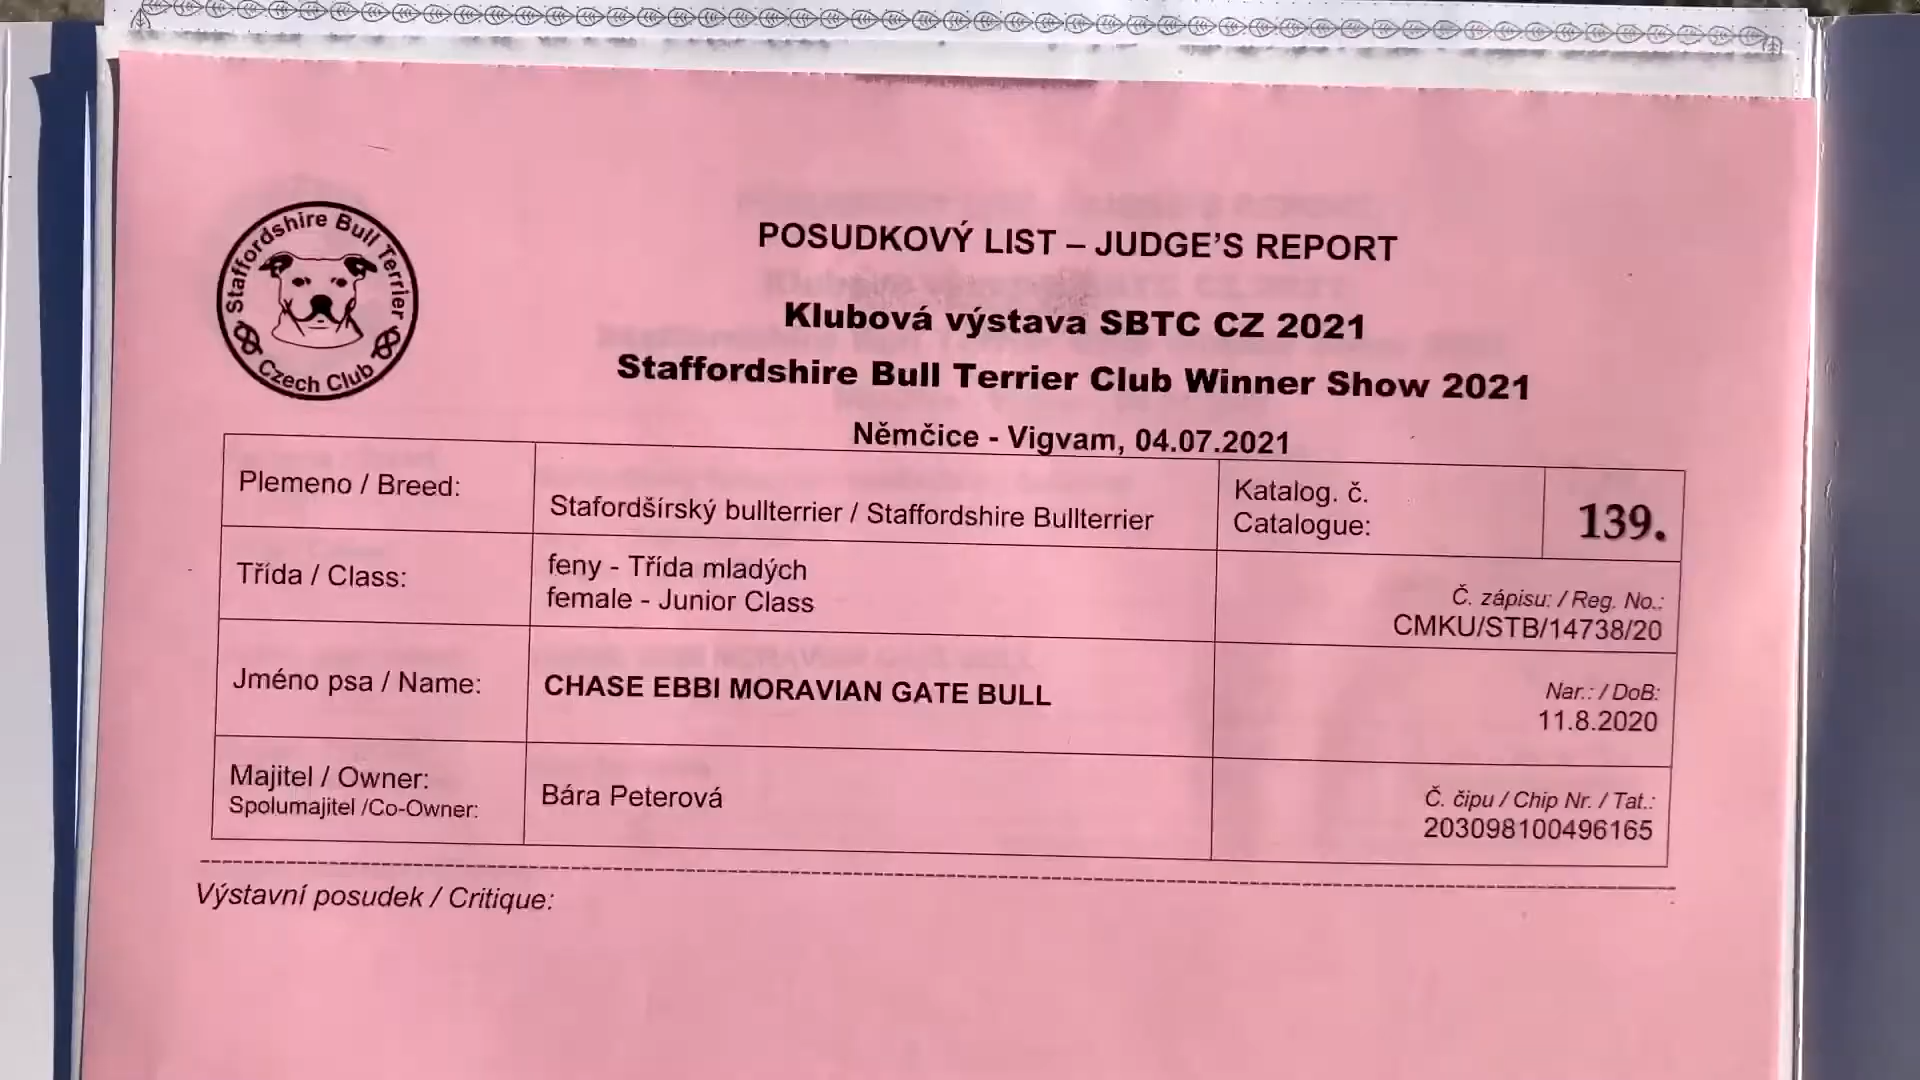 Staffordshire Bull Terrier
Czech Club
POSUDKOVÝ LIST – JUDGE'S REPORT
Klubová výstava SBTC CZ 2021
Staffordshire Bull Terrier Club Winner Show 2021
Němčice - Vigvam, 04.07.2021
Plemeno / Breed:
Stafordšírský bullterrier / Staffordshire Bullterrier
Katalog. č.
Catalogue:
139.
Třída / Class:
feny - Třída mladých
female - Junior Class
Č. zápisu: / Reg. No.:
CMKU/STB/14738/20
Jméno psa / Name:
CHASE EBBI MORAVIAN GATE BULL
Nar.: / DoB:
11.8.2020
Majitel / Owner:
Spolumajitel /Co-Owner:
Bára Peterová
Č. čipu / Chip Nr. / Tat.:
203098100496165
Výstavní posudek / Critique: